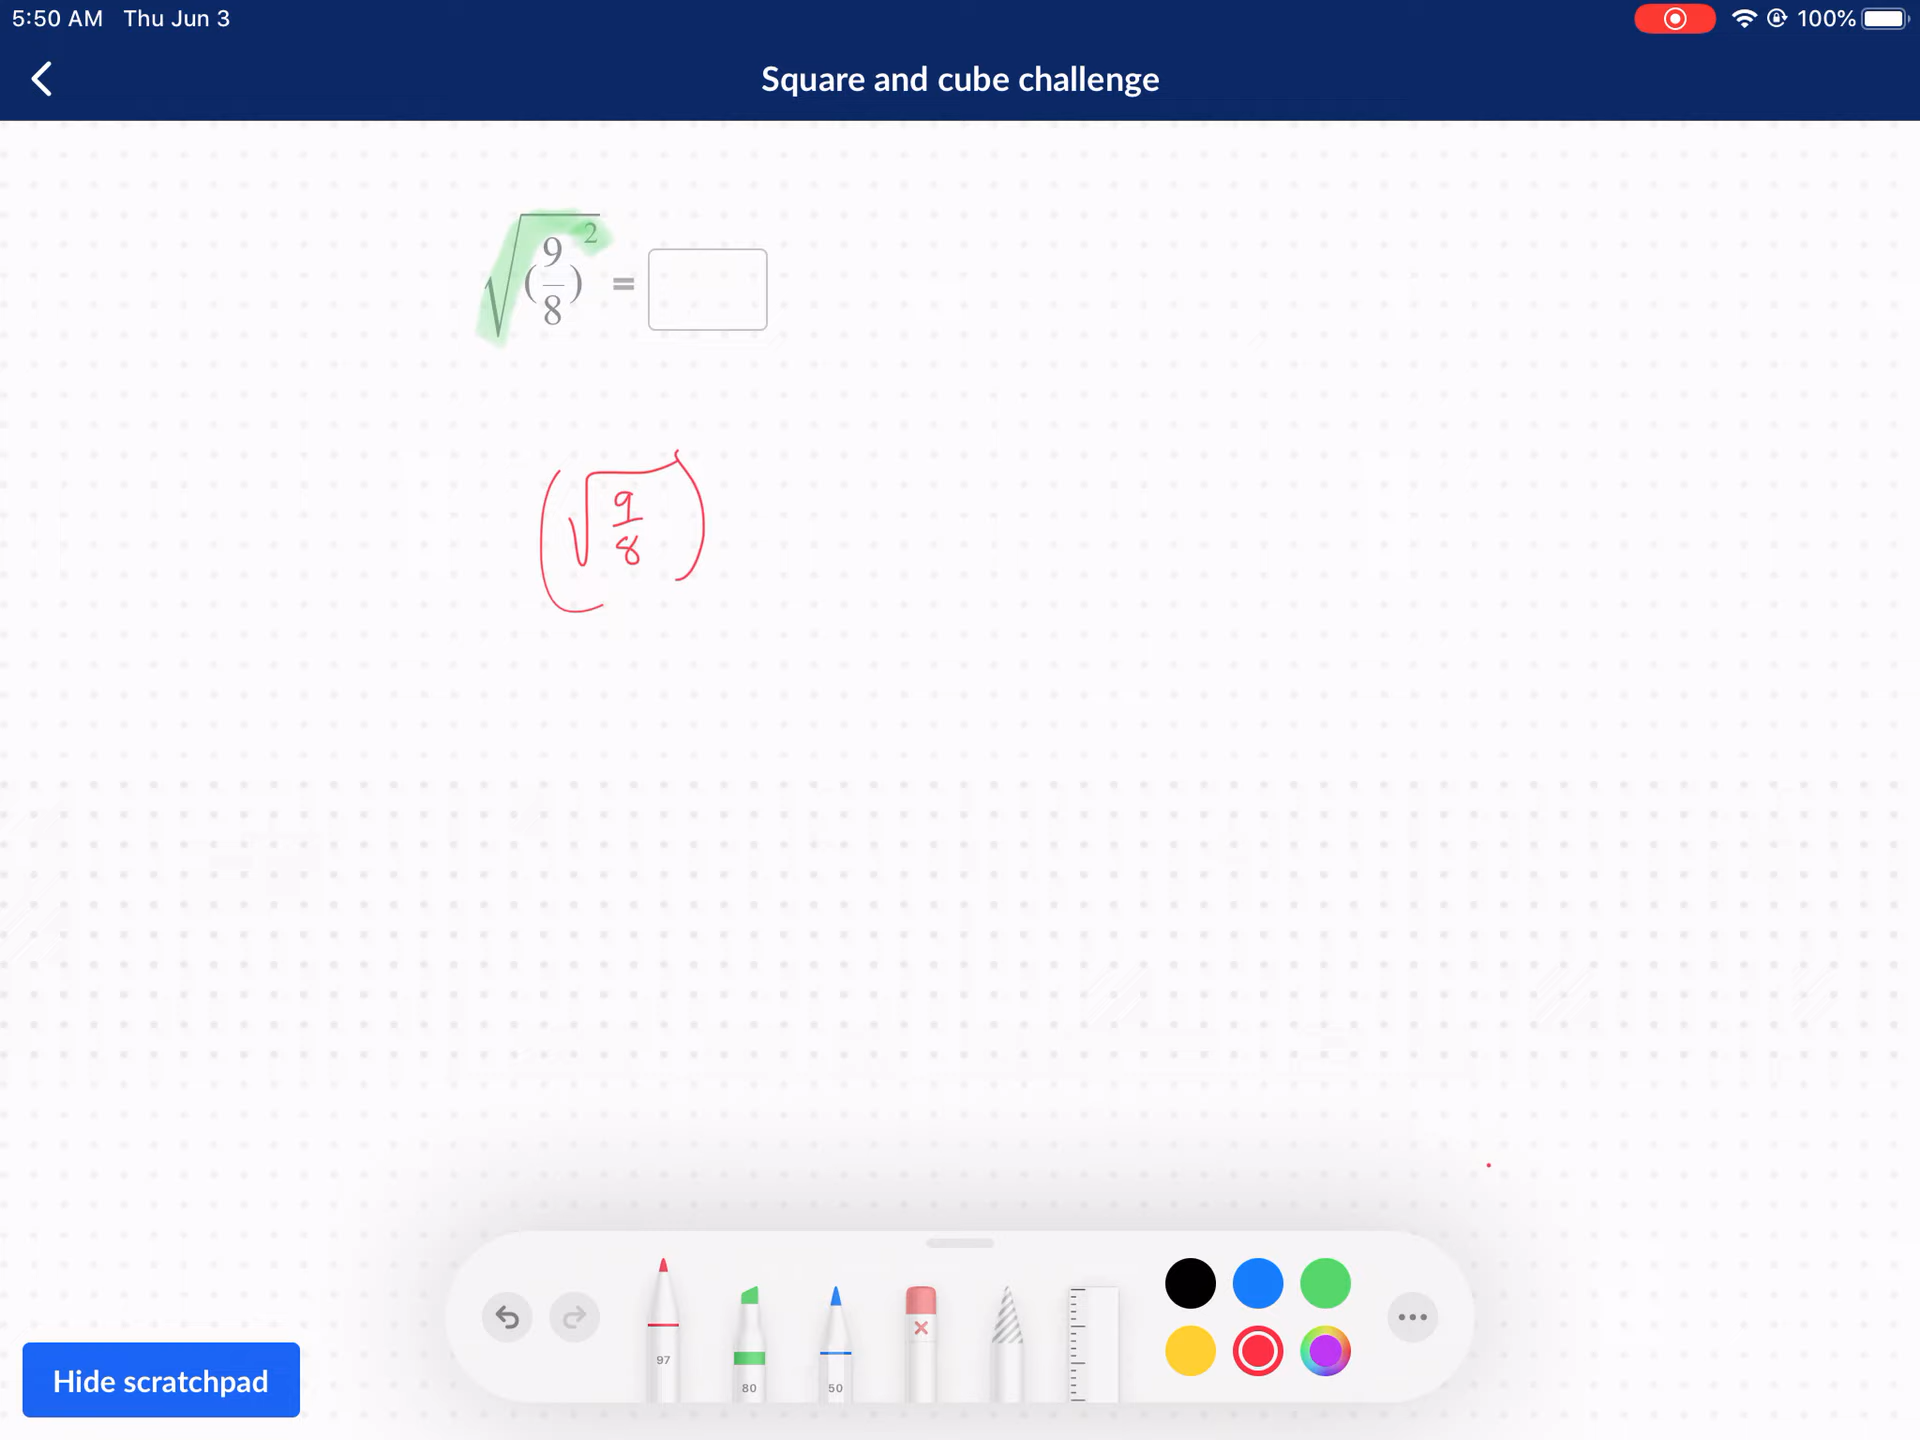 5:50 AM Thu Jun 3 100%
Square and cube challenge
√(9/8)² =
(√9/8)
97 80 50
Hide scratchpad